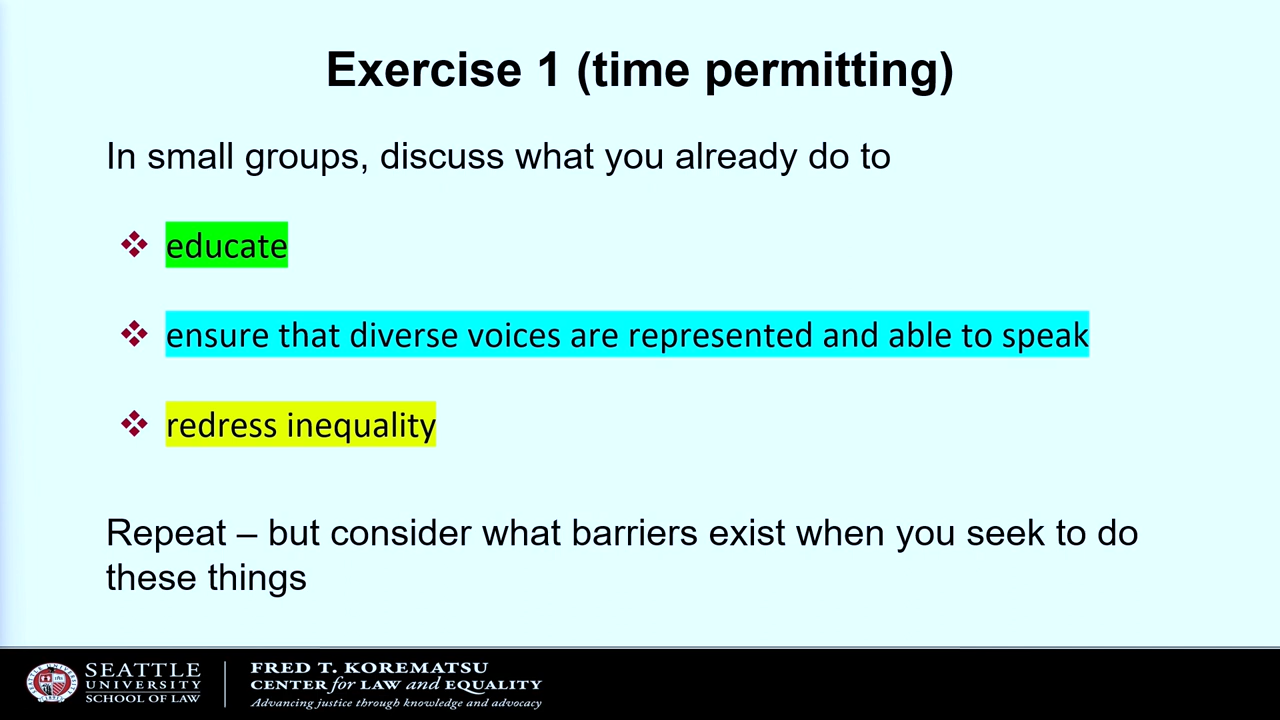 Exercise 1 (time permitting)
In small groups, discuss what you already do to
❖ educate
❖ ensure that diverse voices are represented and able to speak
❖ redress inequality
Repeat – but consider what barriers exist when you seek to do
these things
SEATTLE
UNIVERSITY
SCHOOL OF LAW
FRED T. KOREMATSU
CENTER for LAW and EQUALITY
Advancing justice through knowledge and advocacy